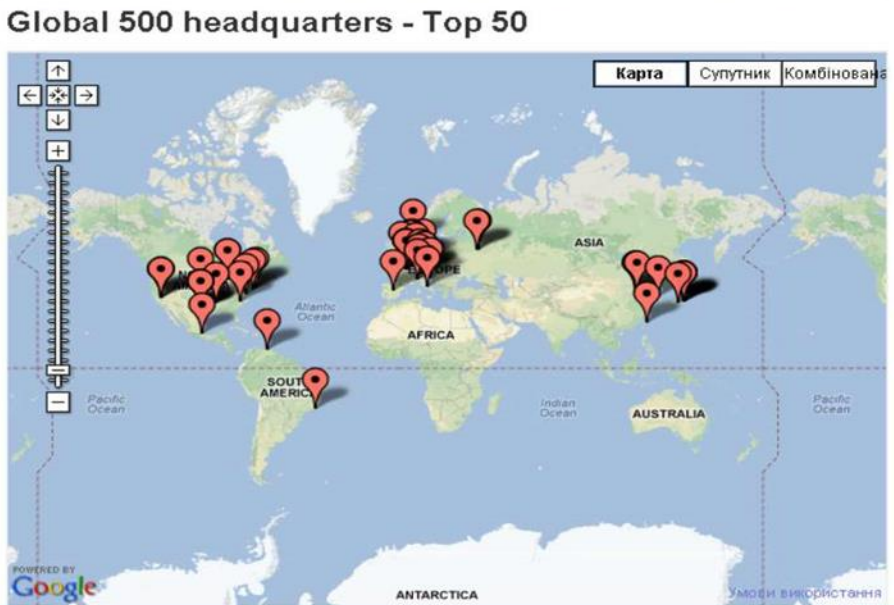 Global 500 headquarters - Top 50
Карта
Супутник
Комбінована
ASIA
EUROPE
Atlantic
Ocean
AFRICA
SOUTH
AMERICA
Pacific
Ocean
Indian
Ocean
AUSTRALIA
Pacific
Ocean
POWERED BY
Google
ANTARCTICA
Умови використання